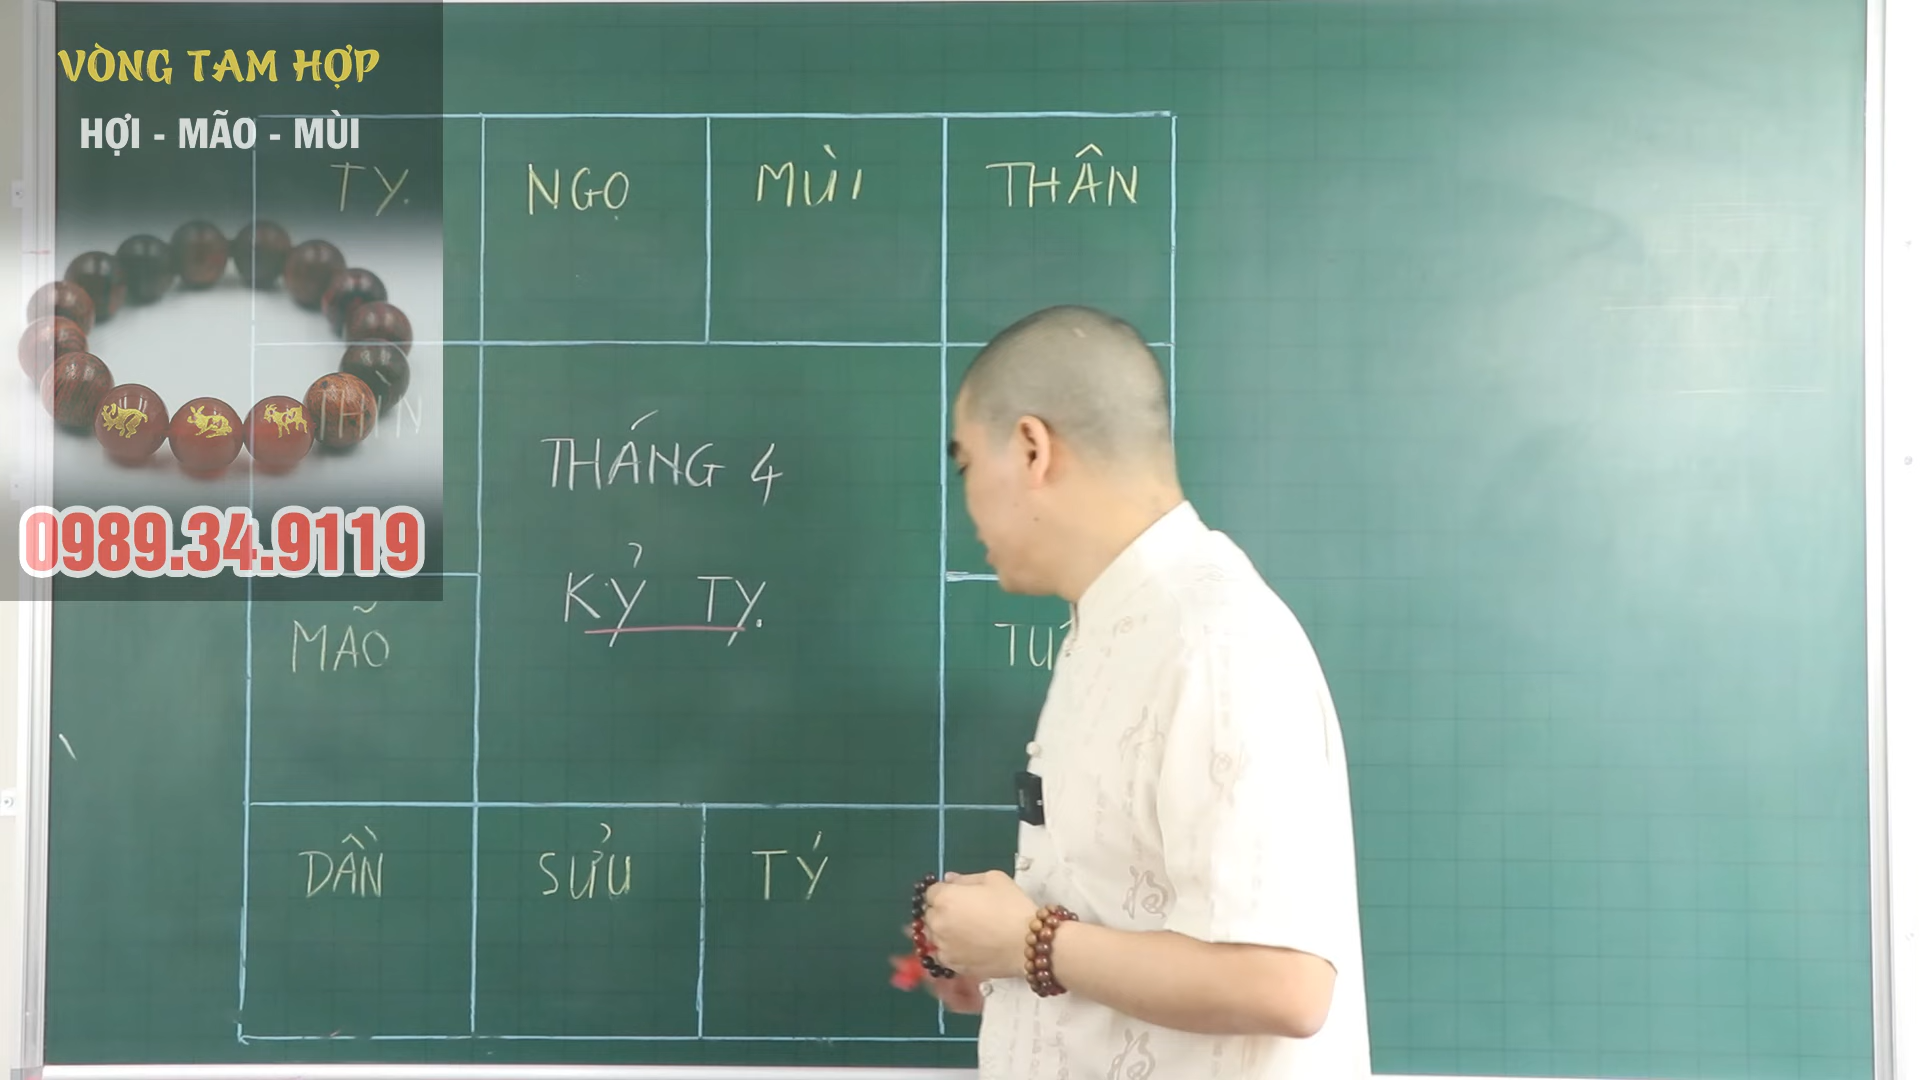 VÒNG TAM HỢP
HỢI - MÃO - MÙI
TỴ
NGỌ
MÙI
THÂN
THÌN
THÁNG 4
0989.34.9119
KỶ TỴ.
MÃO
DẦN
SỬU
TÝ